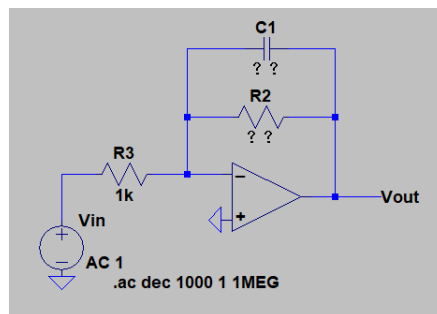 C1
? ?
R2
? ?
R3
1k
Vin
AC 1
Vout
.ac dec 1000 1 1MEG